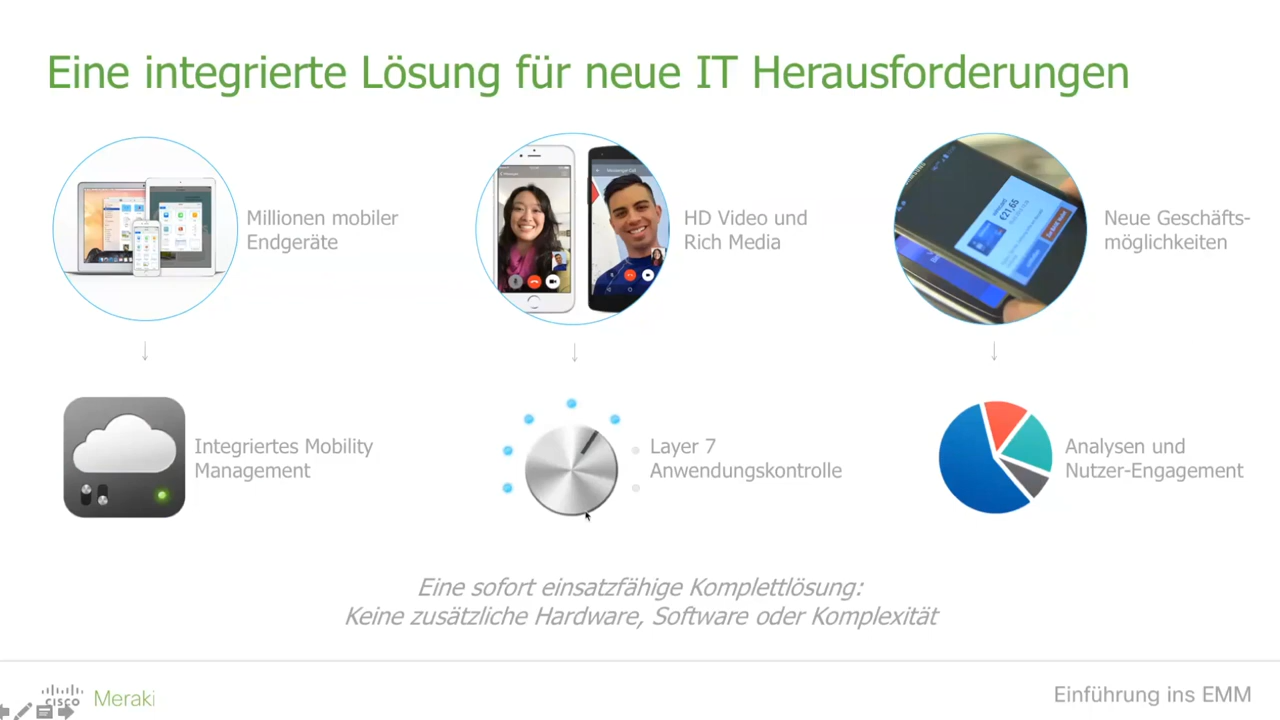 Eine integrierte Lösung für neue IT Herausforderungen
Millionen mobiler
Endgeräte
HD Video und
Rich Media
€21,65
Neue Geschäfts-
möglichkeiten
Integriertes Mobility
Management
Layer 7
Anwendungskontrolle
Analysen und
Nutzer-Engagement
Eine sofort einsatzfähige Komplettlösung:
Keine zusätzliche Hardware, Software oder Komplexität
CISCO Meraki
Einführung ins EMM